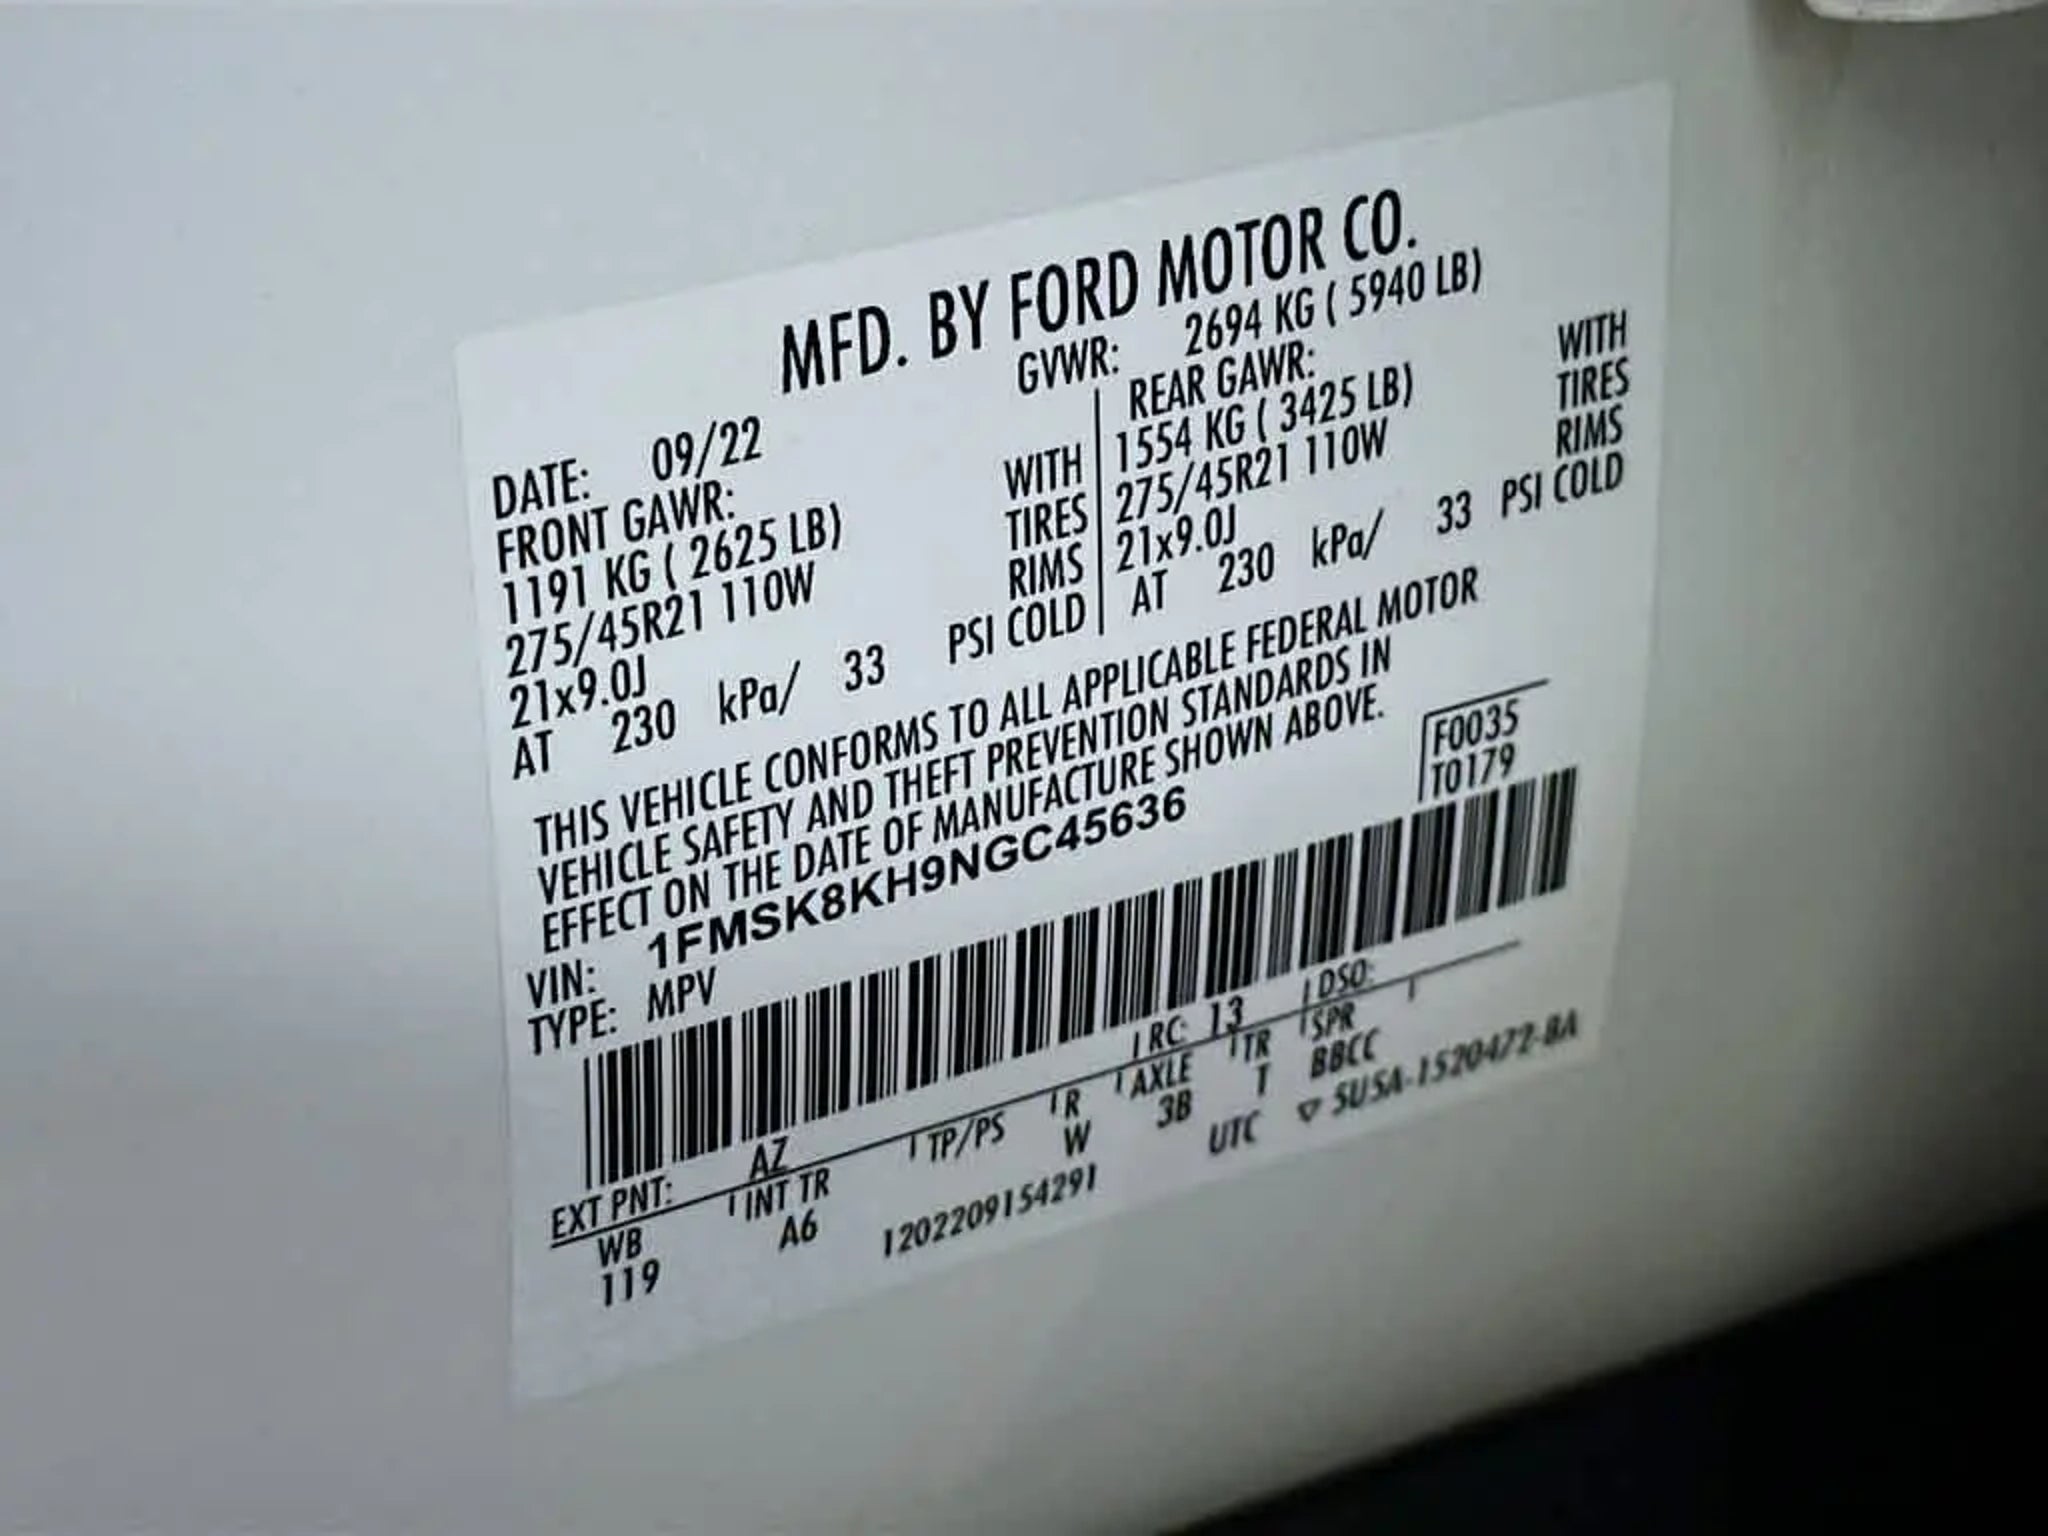 MFD. BY FORD MOTOR CO.
DATE: 09/22 GVWR: 2694 KG ( 5940 LB)
FRONT GAWR: REAR GAWR:
1191 KG ( 2625 LB) WITH 1554 KG ( 3425 LB) WITH
275/45R21 110W TIRES 275/45R21 110W TIRES
21x9.0J RIMS 21x9.0J RIMS
AT 230 kPa/ 33 PSI COLD AT 230 kPa/ 33 PSI COLD
THIS VEHICLE CONFORMS TO ALL APPLICABLE FEDERAL MOTOR
VEHICLE SAFETY AND THEFT PREVENTION STANDARDS IN
EFFECT ON THE DATE OF MANUFACTURE SHOWN ABOVE.
F0035
T0179
VIN: 1FMSK8KH9NGC45636
TYPE: MPV
EXT PNT: AZ RC: 13 DSO:
WB INT TR TP/PS R AXLE TR SPR
119 A6 W 3B T BBCC
1202209154291 UTC ▽ 5U5A-1520472-BA